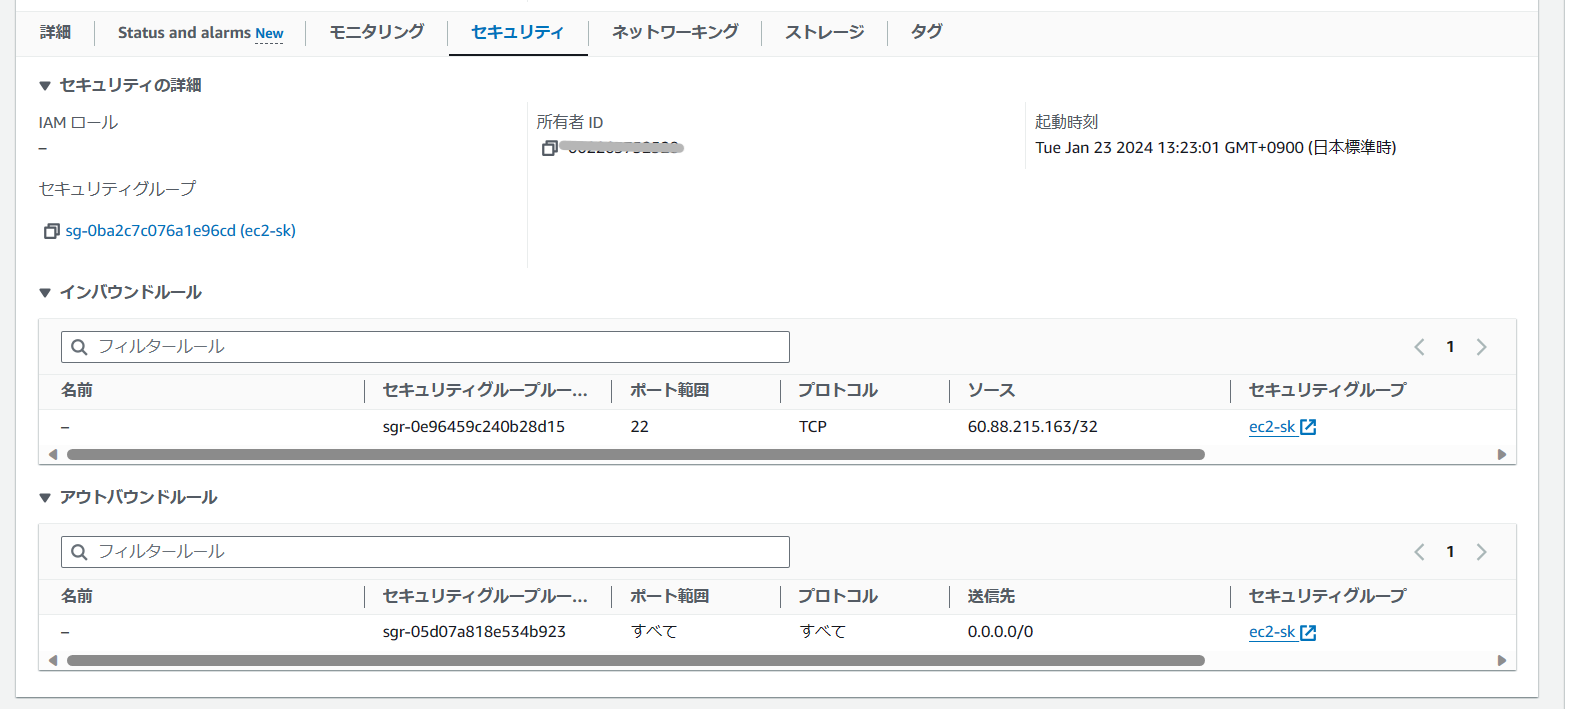 詳細 Status and alarms New モニタリング セキュリティ ネットワーキング ストレージ タグ
▼ セキュリティの詳細
IAM ロール 所有者 ID 起動時刻
– Tue Jan 23 2024 13:23:01 GMT+0900 (日本標準時)
セキュリティグループ
sg-0ba2c7c076a1e96cd (ec2-sk)
▼ インバウンドルール
フィルタールール 1
名前 セキュリティグループルー... ポート範囲 プロトコル ソース セキュリティグループ
– sgr-0e96459c240b28d15 22 TCP 60.88.215.163/32 ec2-sk
▼ アウトバウンドルール
フィルタールール 1
名前 セキュリティグループルー... ポート範囲 プロトコル 送信先 セキュリティグループ
– sgr-05d07a818e534b923 すべて すべて 0.0.0.0/0 ec2-sk